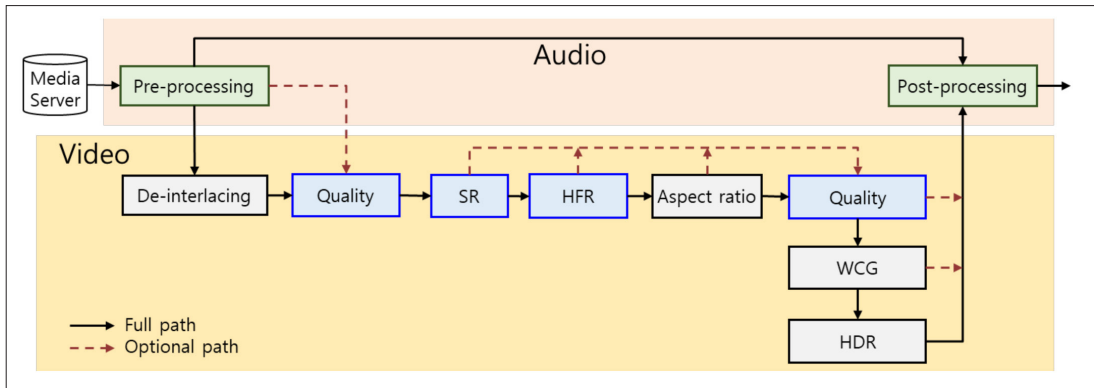 Audio
Media
Server
Pre-processing
Post-processing
Video
De-interlacing
Quality
SR
HFR
Aspect ratio
Quality
WCG
HDR
Full path
Optional path